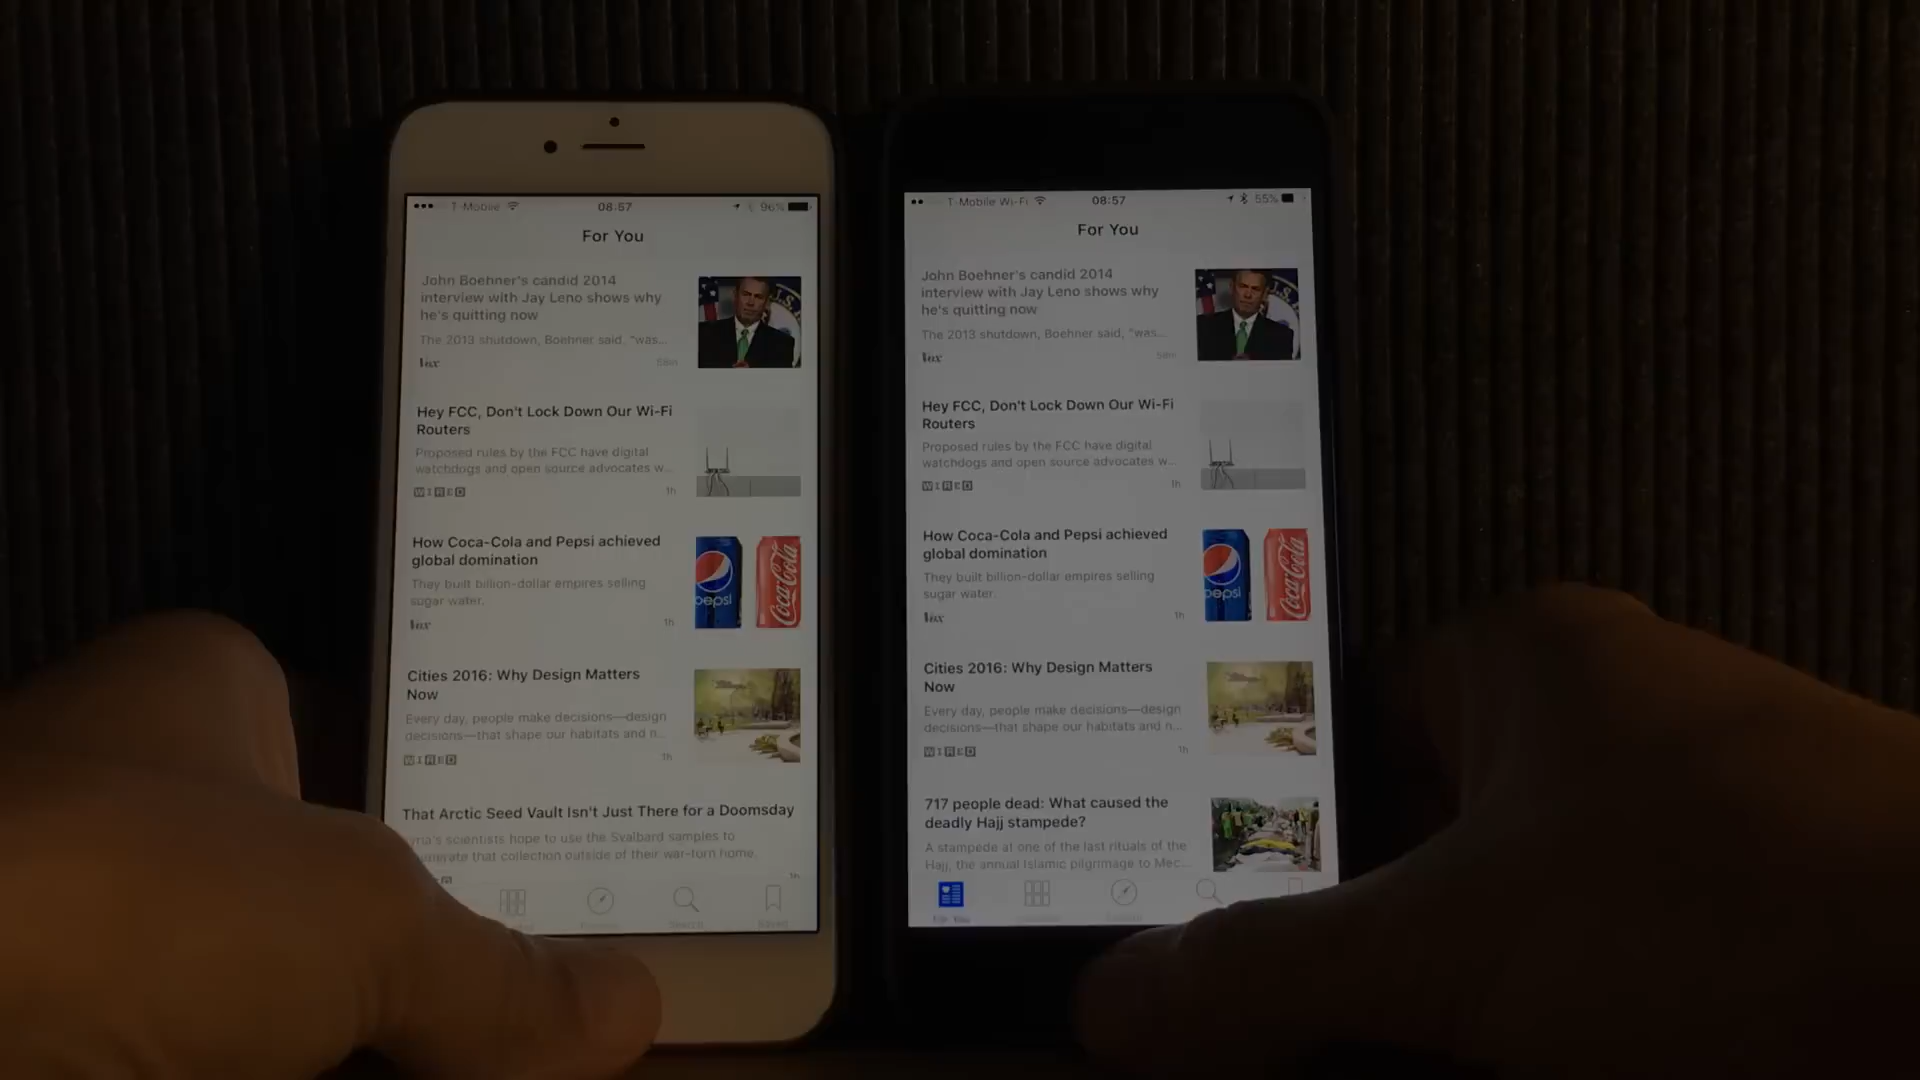 T-Mobile
08:57
96%
For You
John Boehner's candid 2014
interview with Jay Leno shows why
he's quitting now
The 2013 shutdown, Boehner said, "was...
Vox
58m
Hey FCC, Don't Lock Down Our Wi-Fi
Routers
Proposed rules by the FCC have digital
watchdogs and open source advocates w...
WIRED
1h
How Coca-Cola and Pepsi achieved
global domination
They built billion-dollar empires selling
sugar water.
Vox
1h
pepsi
Coca-Cola
Cities 2016: Why Design Matters
Now
Every day, people make decisions—design
decisions—that shape our habitats and n...
WIRED
1h
That Arctic Seed Vault Isn't Just There for a Doomsday
scientists hope to use the Svalbard samples to
that collection outside of their war-torn home.
1h
Search
Saved
T-Mobile Wi-Fi
08:57
55%
For You
John Boehner's candid 2014
interview with Jay Leno shows why
he's quitting now
The 2013 shutdown, Boehner said, "was...
Vox
58m
Hey FCC, Don't Lock Down Our Wi-Fi
Routers
Proposed rules by the FCC have digital
watchdogs and open source advocates w...
WIRED
1h
How Coca-Cola and Pepsi achieved
global domination
They built billion-dollar empires selling
sugar water.
Vox
1h
pepsi
Coca-Cola
Cities 2016: Why Design Matters
Now
Every day, people make decisions—design
decisions—that shape our habitats and n...
WIRED
1h
717 people dead: What caused the
deadly Hajj stampede?
A stampede at one of the last rituals of the
Hajj, the annual Islamic pilgrimage to Mec...
For You